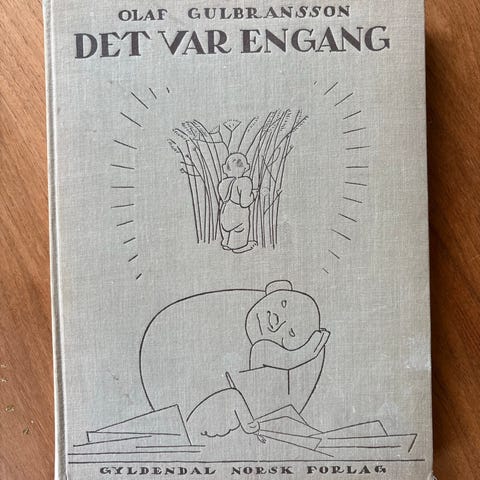 OLAF GULBRANSSON
DET VAR ENGANG
GYLDENDAL NORSK FORLAG